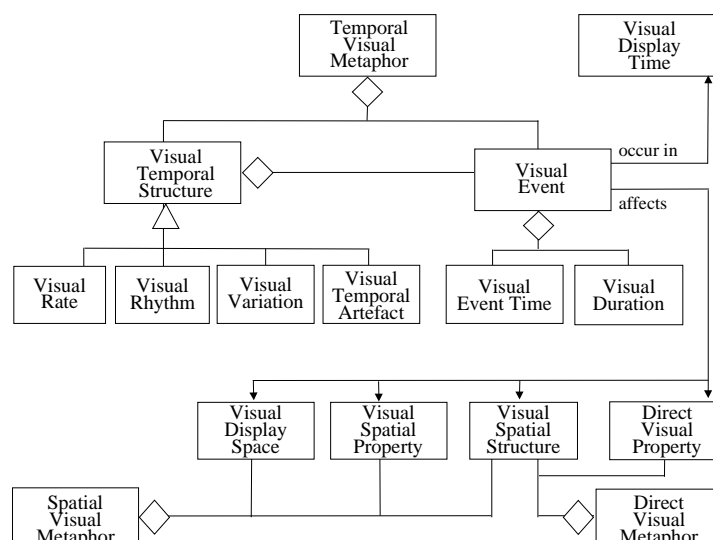 Temporal
Visual
Metaphor
Visual
Display
Time
Visual
Temporal
Structure
Visual
Event
occur in
affects
Visual
Rate
Visual
Rhythm
Visual
Variation
Visual
Temporal
Artefact
Visual
Event Time
Visual
Duration
Visual
Display
Space
Visual
Spatial
Property
Visual
Spatial
Structure
Direct
Visual
Property
Spatial
Visual
Metaphor
Direct
Visual
Metaphor